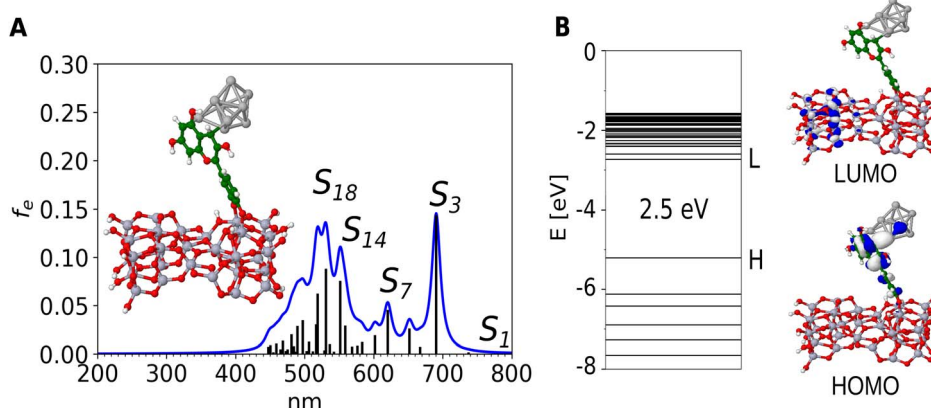 A
0.30
0.25
0.20
0.15
0.10
0.05
0.00
fe
S18
S14
S7
S3
S1
200 300 400 500 600 700 800
nm
B
0
-2
-4
-6
-8
E [eV]
2.5 eV
L
H
LUMO
HOMO